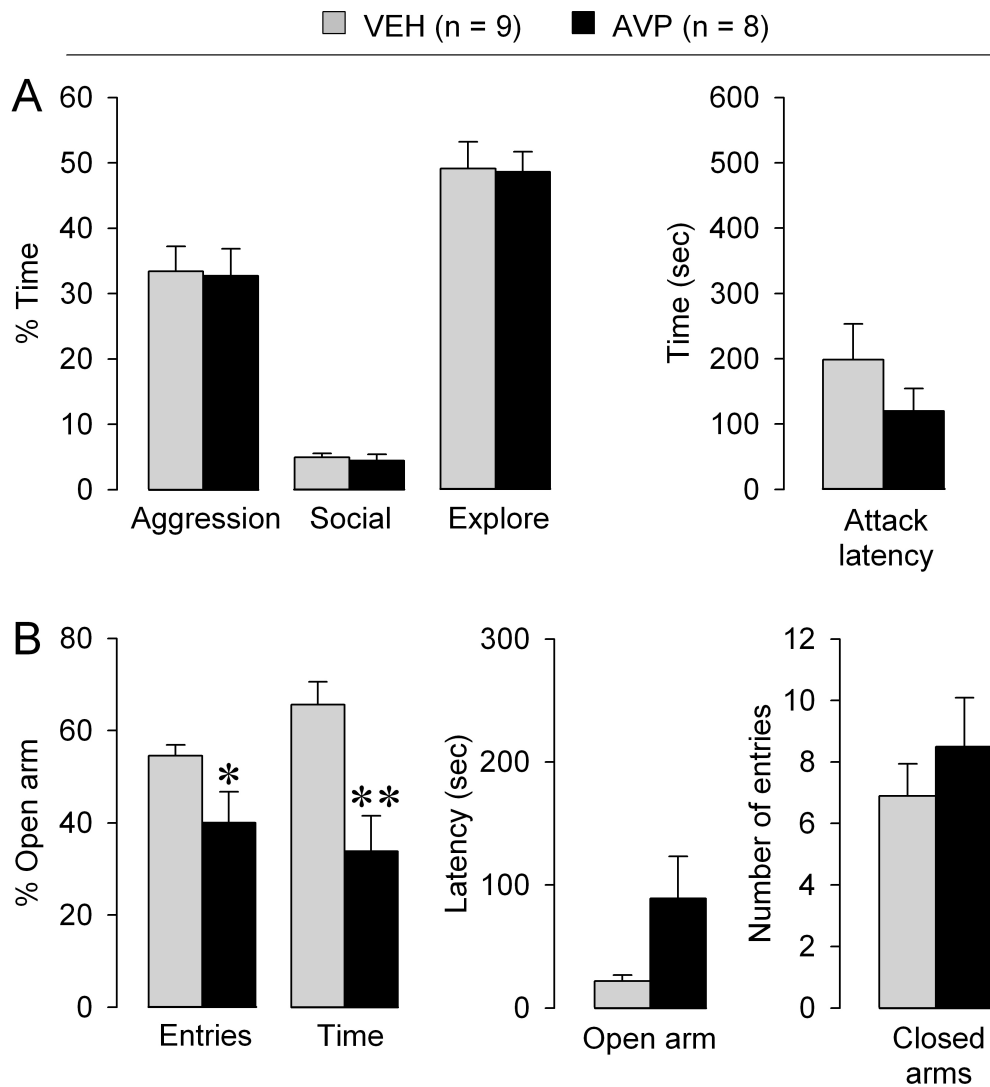 VEH (n = 9) AVP (n = 8)
A
60
50
40
30
20
10
0
% Time
Aggression Social Explore
600
500
400
300
200
100
0
Time (sec)
Attack
latency
B
80
60
40
20
0
% Open arm
*
**
Entries Time
300
200
100
0
Latency (sec)
Open arm
12
10
8
6
4
2
0
Number of entries
Closed
arms